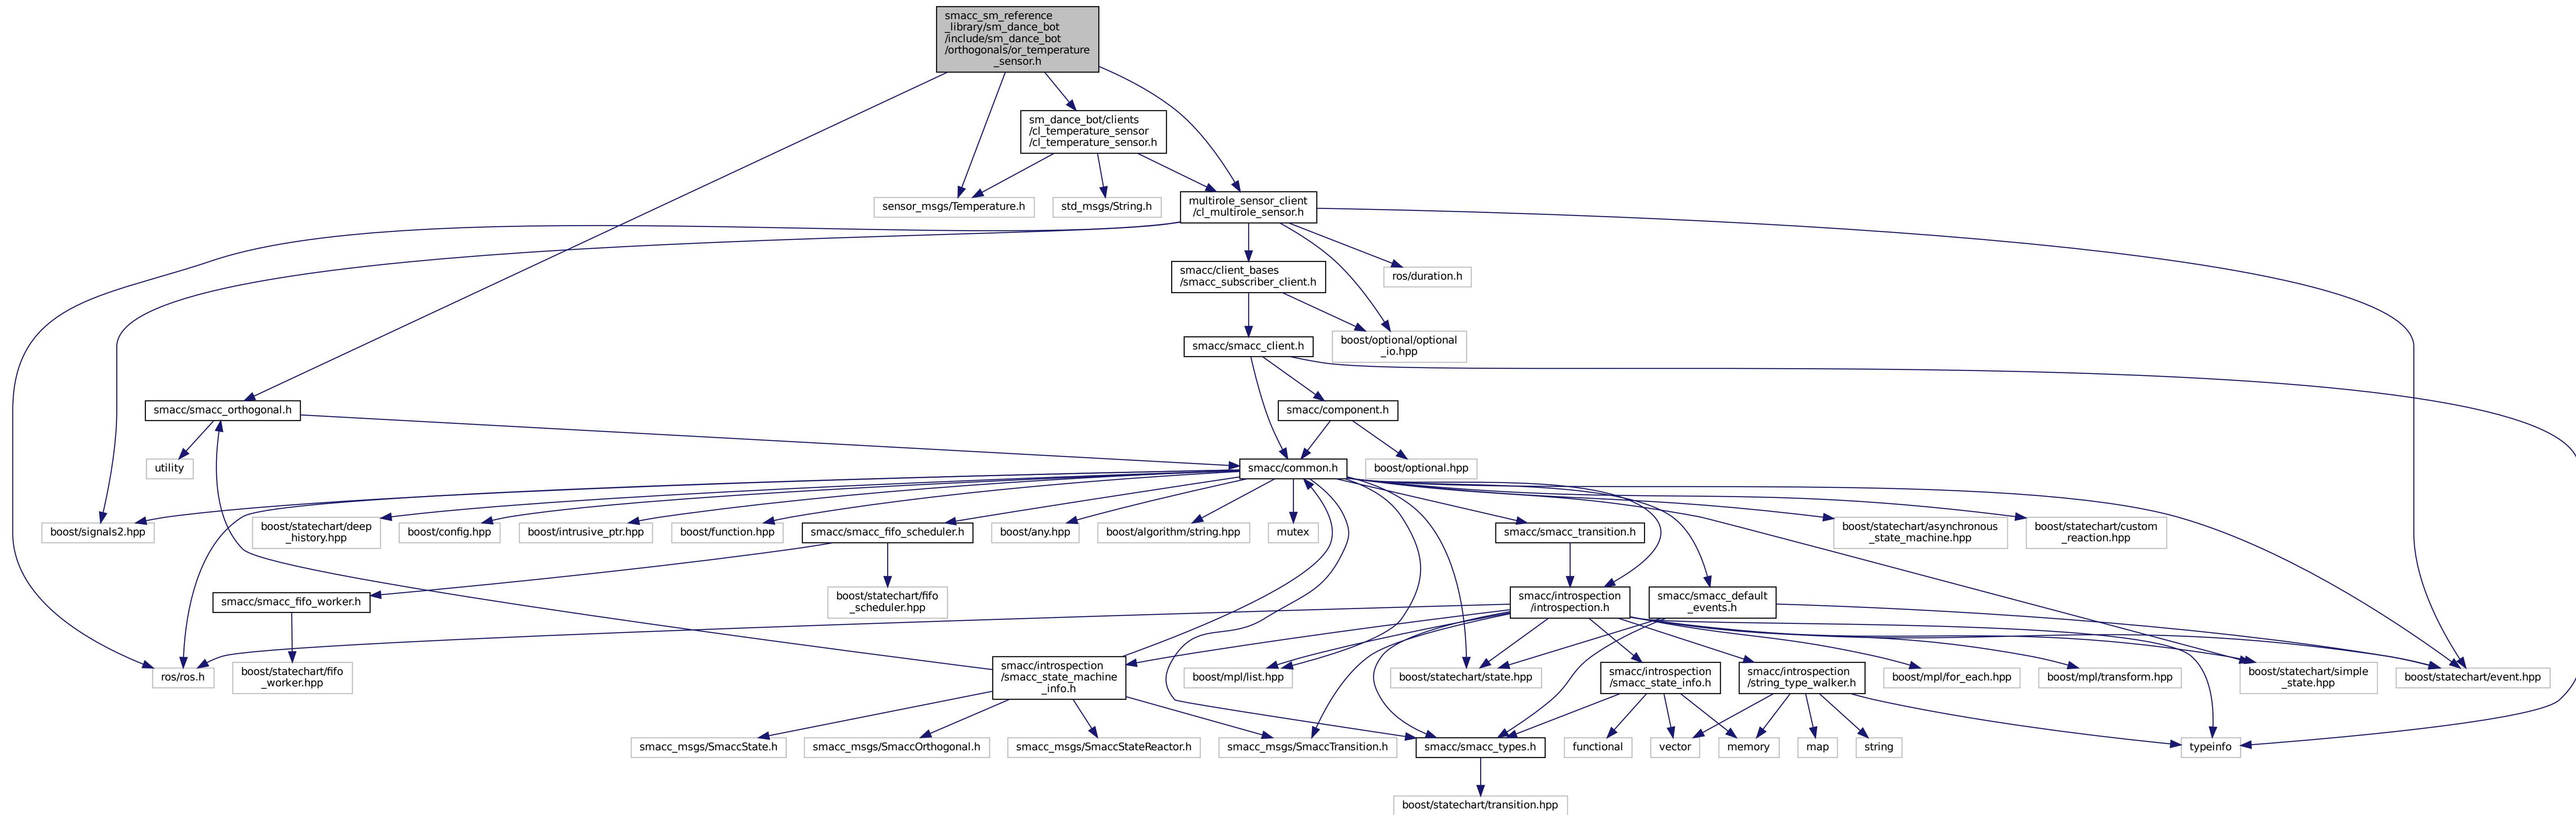 smacc_sm_reference
_library/sm_dance_bot
/include/sm_dance_bot
/orthogonals/or_temperature
_sensor.h
sm_dance_bot/clients
/cl_temperature_sensor
/cl_temperature_sensor.h
sensor_msgs/Temperature.h
std_msgs/String.h
multirole_sensor_client
/cl_multirole_sensor.h
smacc/client_bases
/smacc_subscriber_client.h
ros/duration.h
smacc/smacc_client.h
boost/optional/optional
_io.hpp
smacc/smacc_orthogonal.h
smacc/component.h
utility
smacc/common.h
boost/optional.hpp
boost/signals2.hpp
boost/statechart/deep
_history.hpp
boost/config.hpp
boost/intrusive_ptr.hpp
boost/function.hpp
smacc/smacc_fifo_scheduler.h
boost/any.hpp
boost/algorithm/string.hpp
mutex
smacc/smacc_transition.h
boost/statechart/asynchronous
_state_machine.hpp
boost/statechart/custom
_reaction.hpp
smacc/smacc_fifo_worker.h
boost/statechart/fifo
_scheduler.hpp
smacc/introspection
/introspection.h
smacc/smacc_default
_events.h
ros/ros.h
boost/statechart/fifo
_worker.hpp
smacc/introspection
/smacc_state_machine
_info.h
boost/mpl/list.hpp
boost/statechart/state.hpp
smacc/introspection
/smacc_state_info.h
smacc/introspection
/string_type_walker.h
boost/mpl/for_each.hpp
boost/mpl/transform.hpp
boost/statechart/simple
_state.hpp
boost/statechart/event.hpp
smacc_msgs/SmaccState.h
smacc_msgs/SmaccOrthogonal.h
smacc_msgs/SmaccStateReactor.h
smacc_msgs/SmaccTransition.h
smacc/smacc_types.h
functional
vector
memory
map
string
typeinfo
boost/statechart/transition.hpp